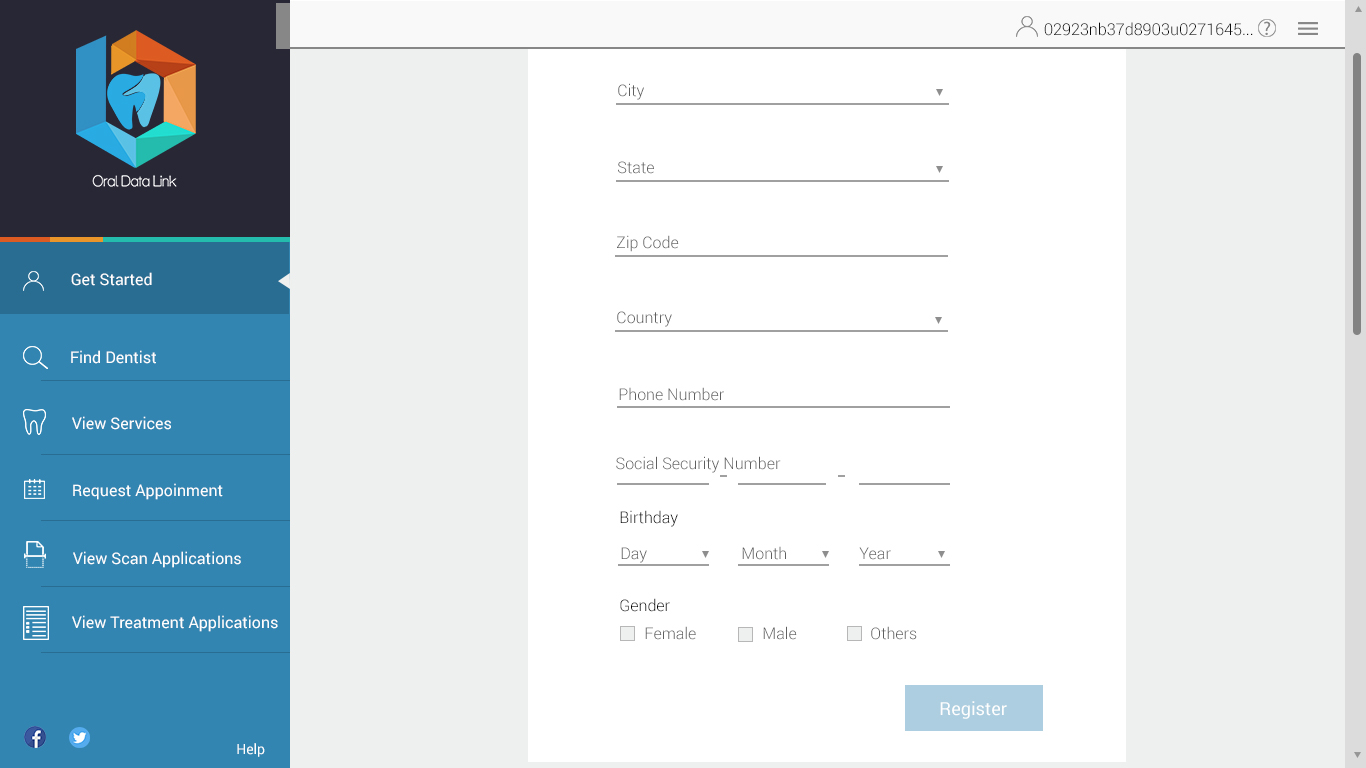 Oral Data Link
Get Started
Find Dentist
View Services
Request Appoinment
View Scan Applications
View Treatment Applications
Help
02923nb37d8903u0271645... ?
City
State
Zip Code
Country
Phone Number
Social Security Number
Birthday
Day Month Year
Gender
Female Male Others
Register